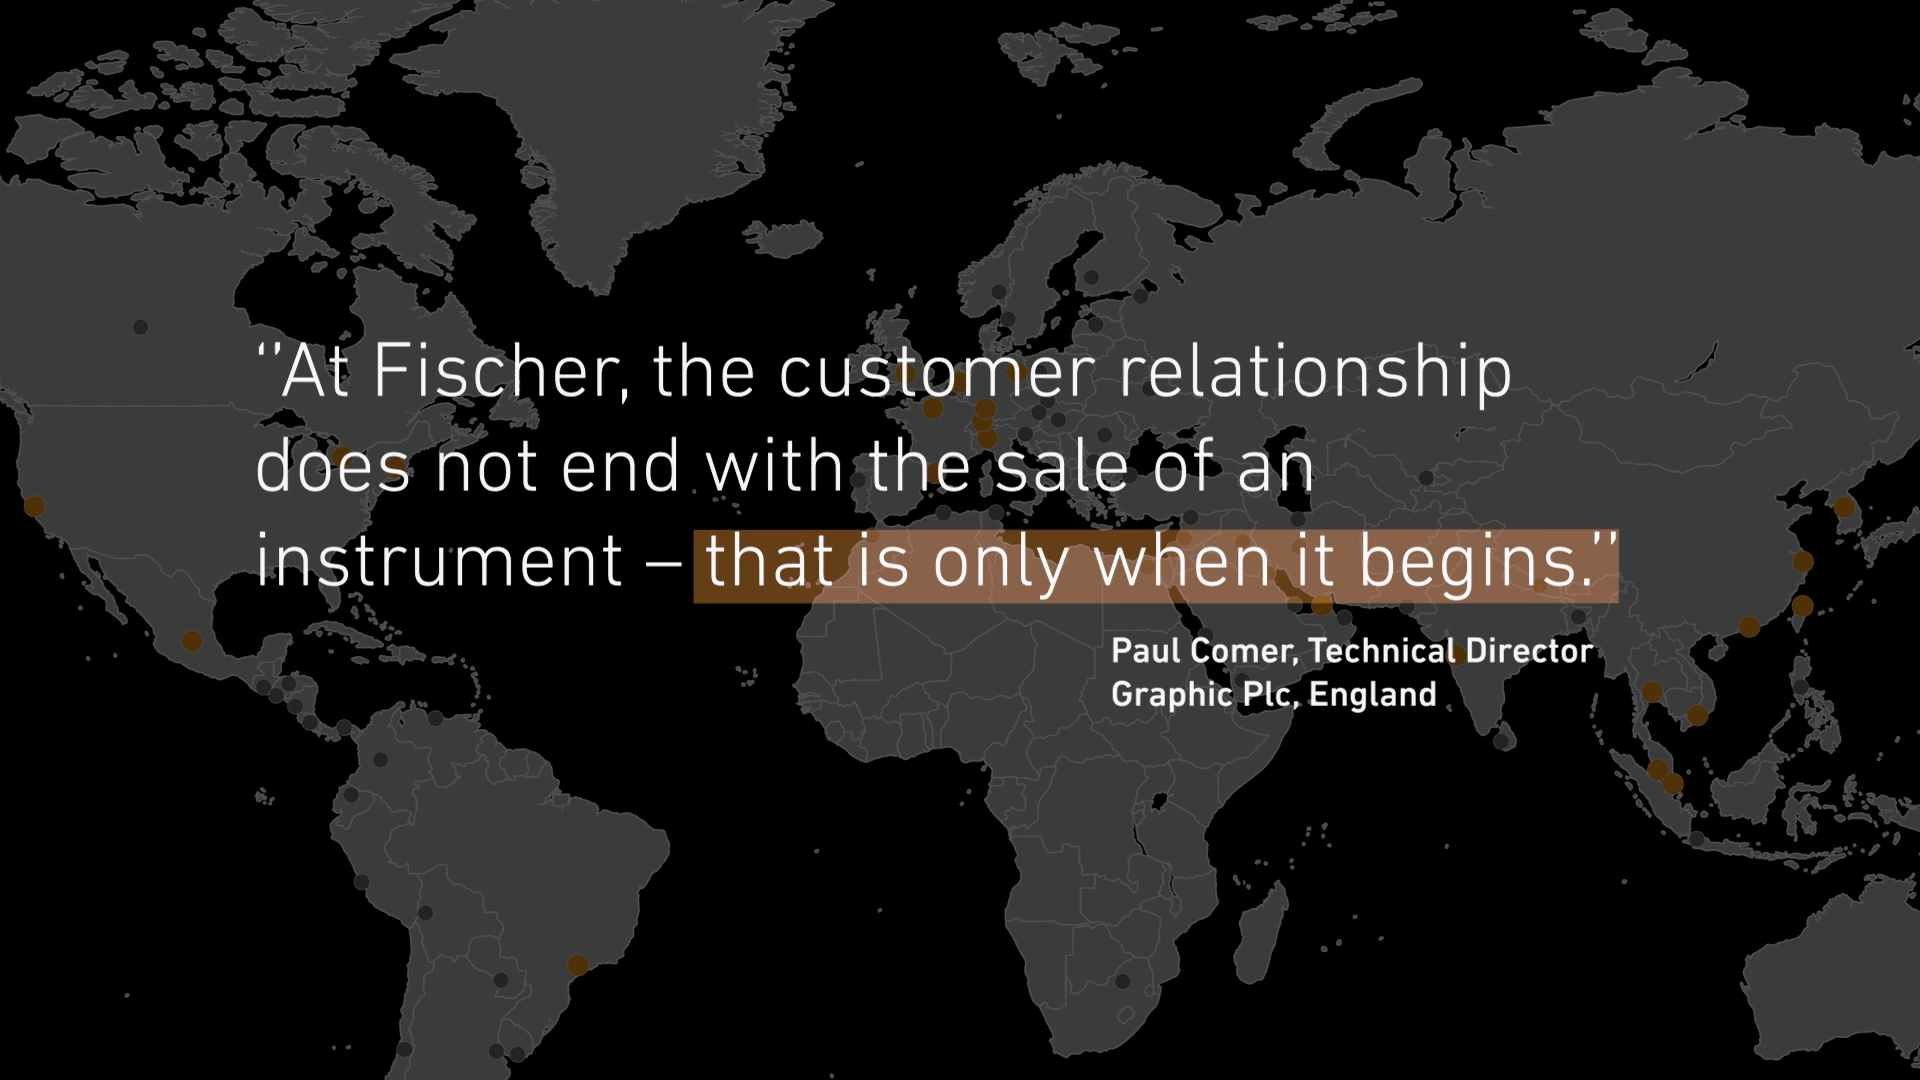 ‘’At Fischer, the customer relationship
does not end with the sale of an
instrument – that is only when it begins.’’
Paul Comer, Technical Director
Graphic Plc, England